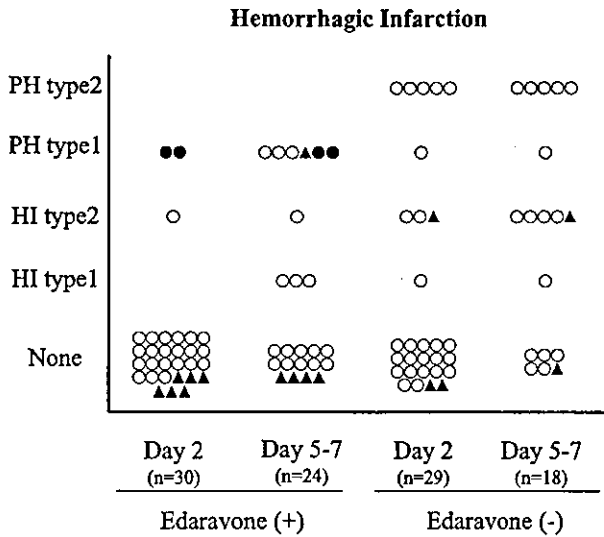 Hemorrhagic Infarction
PH type2
PH type1
HI type2
HI type1
None
Day 2
(n=30)
Day 5-7
(n=24)
Day 2
(n=29)
Day 5-7
(n=18)
Edaravone (+)
Edaravone (-)